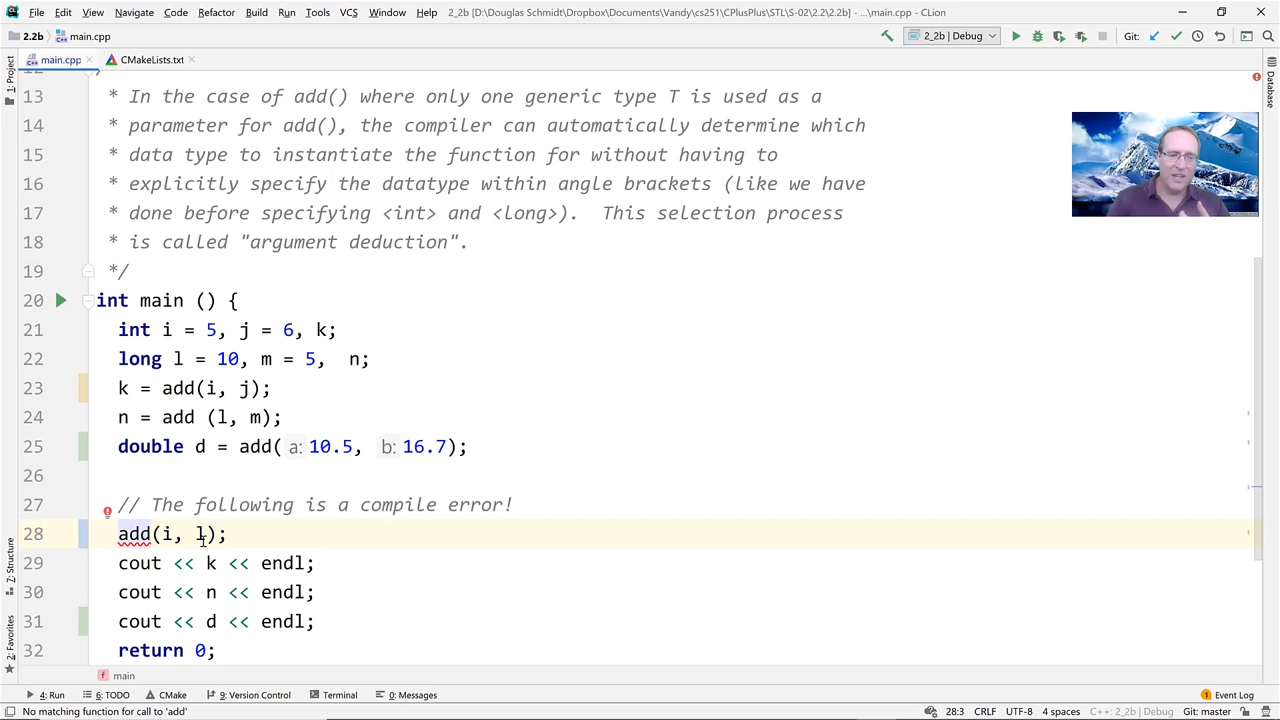 File Edit View Navigate Code Refactor Build Run Tools VCS Window Help 2_2b [D:\Douglas Schmidt\Dropbox\Documents\Vandy\cs3251\CPlusPlus\STL\S-02\2.2\2.2b] - ...\main.cpp - CLion
2.2b main.cpp 2_2b | Debug Git:
main.cpp CMakeLists.txt
1: Project
Database
13 * In the case of add() where only one generic type T is used as a
14 * parameter for add(), the compiler can automatically determine which
15 * data type to instantiate the function for without having to
16 * explicitly specify the datatype within angle brackets (like we have
17 * done before specifying <int> and <long>).  This selection process
18 * is called "argument deduction".
19 */
20 int main () {
21 int i = 5, j = 6, k;
22 long l = 10, m = 5,  n;
23 k = add(i, j);
24 n = add (l, m);
25 double d = add( a: 10.5, b: 16.7);
26
27 // The following is a compile error!
28 add(i, l);
29 cout << k << endl;
30 cout << n << endl;
31 cout << d << endl;
32 return 0;
7: Structure
2: Favorites
f main
4: Run 6: TODO CMake 9: Version Control Terminal 0: Messages 1 Event Log
No matching function for call to 'add' 28:3 CRLF UTF-8 4 spaces C++: 2_2b | Debug Git: master